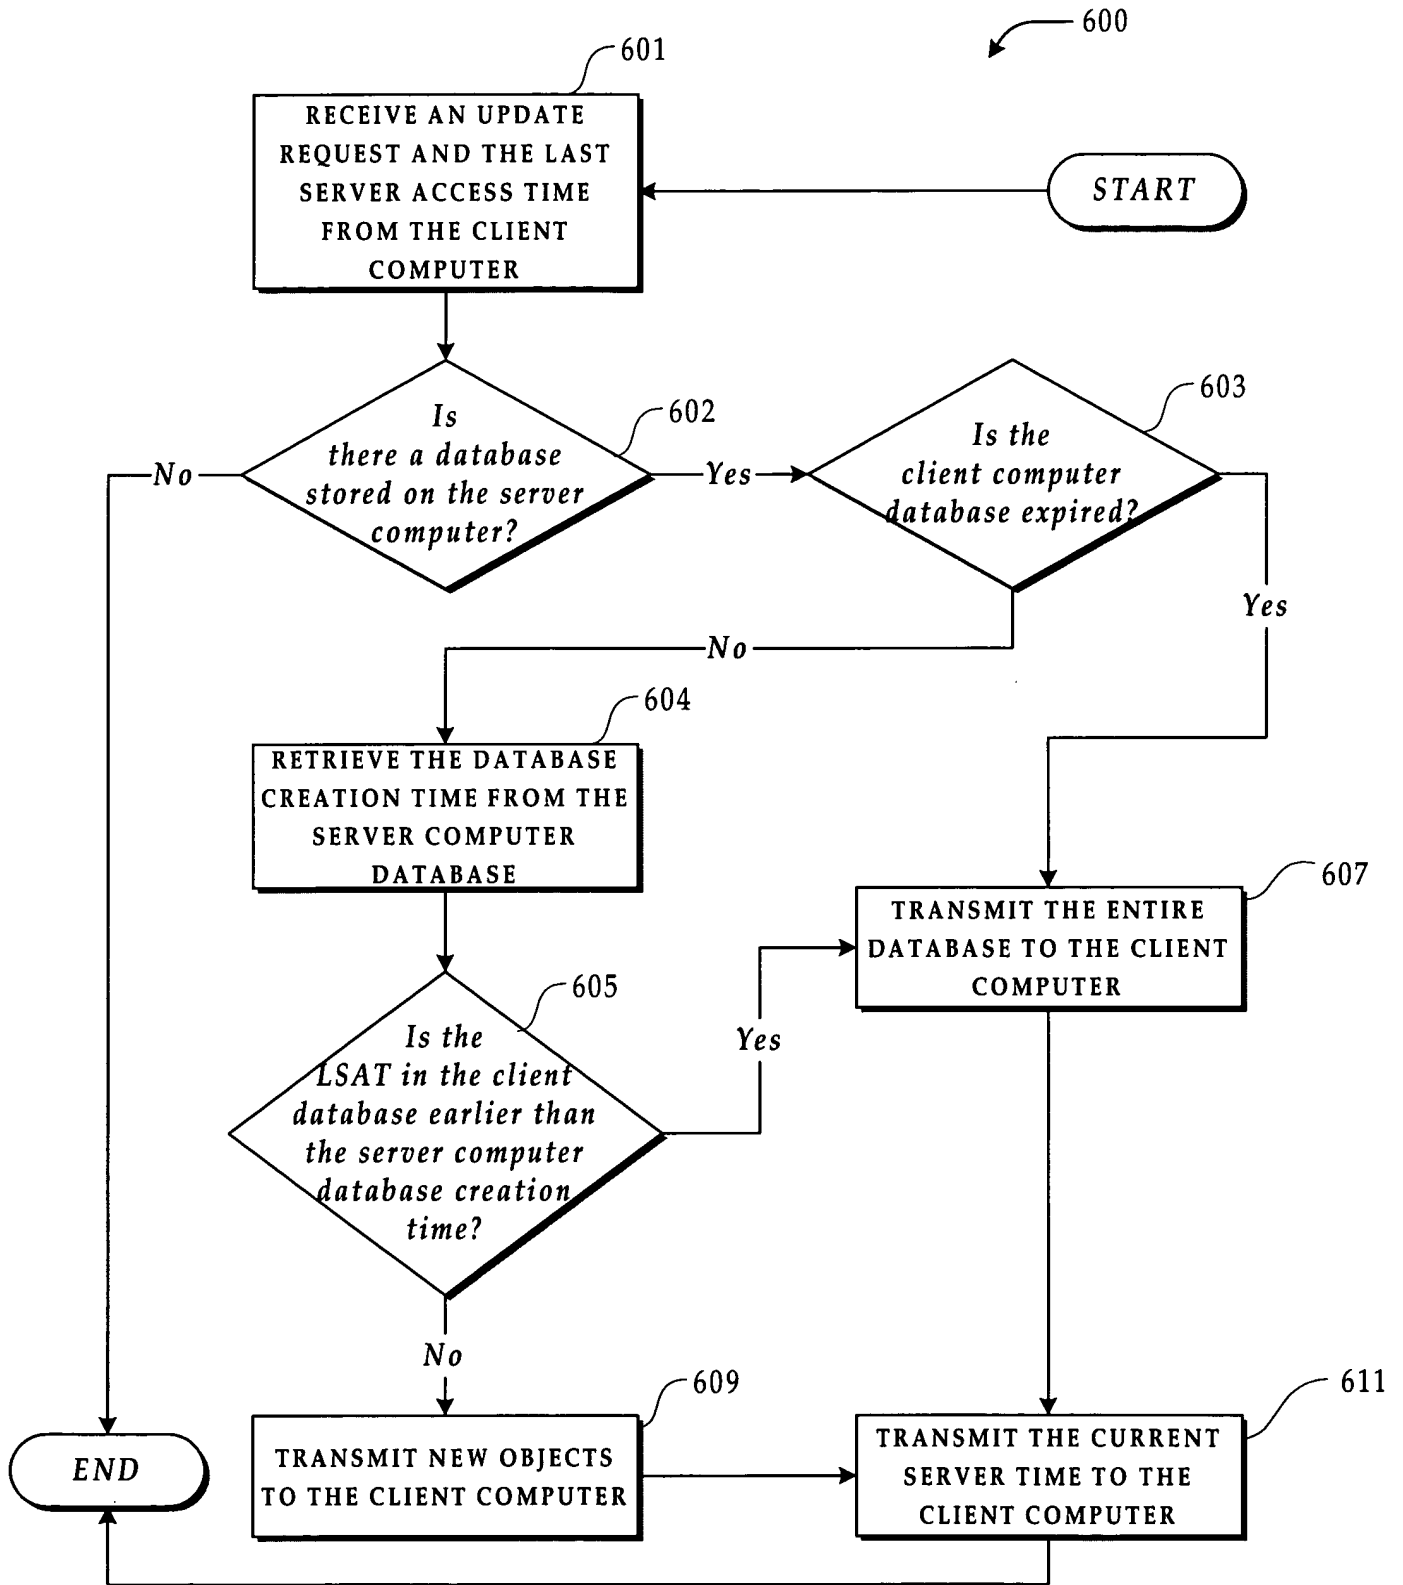 600
601
RECEIVE AN UPDATE
REQUEST AND THE LAST
SERVER ACCESS TIME
FROM THE CLIENT
COMPUTER
START
602
Is
there a database
stored on the server
computer?
No
Yes
603
Is the
client computer
database expired?
Yes
No
604
RETRIEVE THE DATABASE
CREATION TIME FROM THE
SERVER COMPUTER
DATABASE
607
TRANSMIT THE ENTIRE
DATABASE TO THE CLIENT
COMPUTER
605
Is the
LSAT in the client
database earlier than
the server computer
database creation
time?
Yes
No
609
TRANSMIT NEW OBJECTS
TO THE CLIENT COMPUTER
611
TRANSMIT THE CURRENT
SERVER TIME TO THE
CLIENT COMPUTER
END